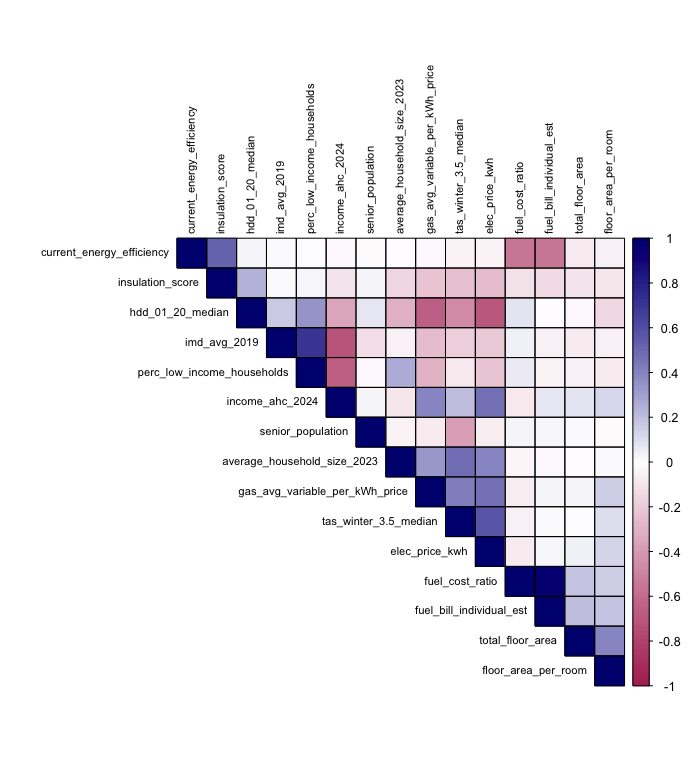 current_energy_efficiency
insulation_score
hdd_01_20_median
imd_avg_2019
perc_low_income_households
income_ahc_2024
senior_population
average_household_size_2023
gas_avg_variable_per_kWh_price
tas_winter_3.5_median
elec_price_kwh
fuel_cost_ratio
fuel_bill_individual_est
total_floor_area
floor_area_per_room
current_energy_efficiency
insulation_score
hdd_01_20_median
imd_avg_2019
perc_low_income_households
income_ahc_2024
senior_population
average_household_size_2023
gas_avg_variable_per_kWh_price
tas_winter_3.5_median
elec_price_kwh
fuel_cost_ratio
fuel_bill_individual_est
total_floor_area
floor_area_per_room
1
0.8
0.6
0.4
0.2
0
-0.2
-0.4
-0.6
-0.8
-1